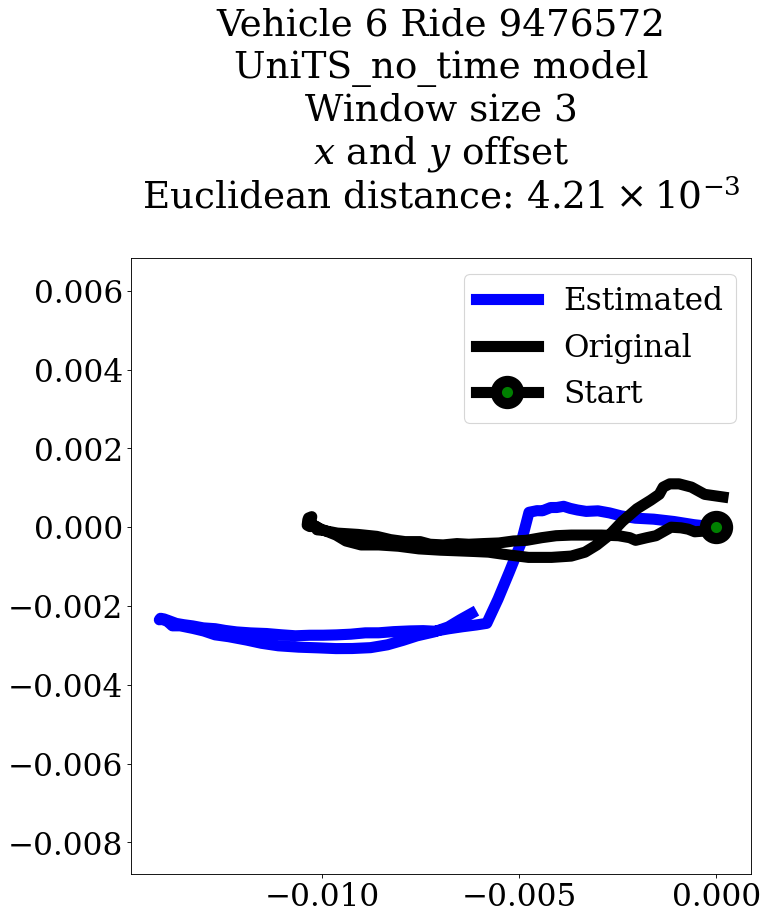 Vehicle 6 Ride 9476572
UniTS_no_time model
Window size 3
x and y offset
Euclidean distance: 4.21 × 10⁻³
Estimated
Original
Start
0.006
0.004
0.002
0.000
−0.002
−0.004
−0.006
−0.008
−0.010 −0.005 0.000